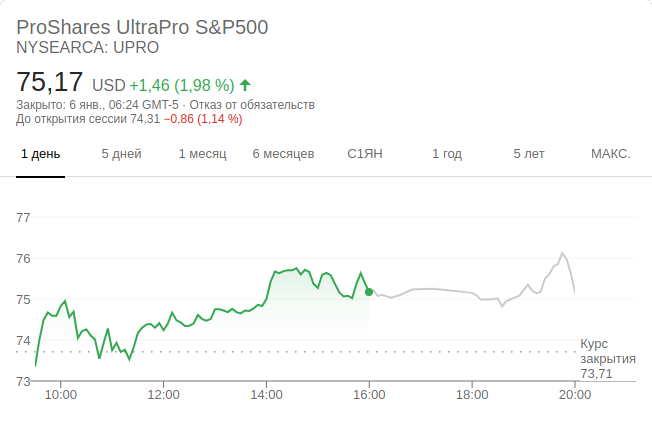 ProShares UltraPro S&P500
NYSEARCA: UPRO
75,17 USD +1,46 (1,98 %)
Закрыто: 6 янв., 06:24 GMT-5 · Отказ от обязательств
До открытия сессии 74,31 −0,86 (1,14 %)
1 день 5 дней 1 месяц 6 месяцев С1ЯН 1 год 5 лет МАКС.
77
76
75
74
73
Курс
закрытия
73,71
10:00 12:00 14:00 16:00 18:00 20:00